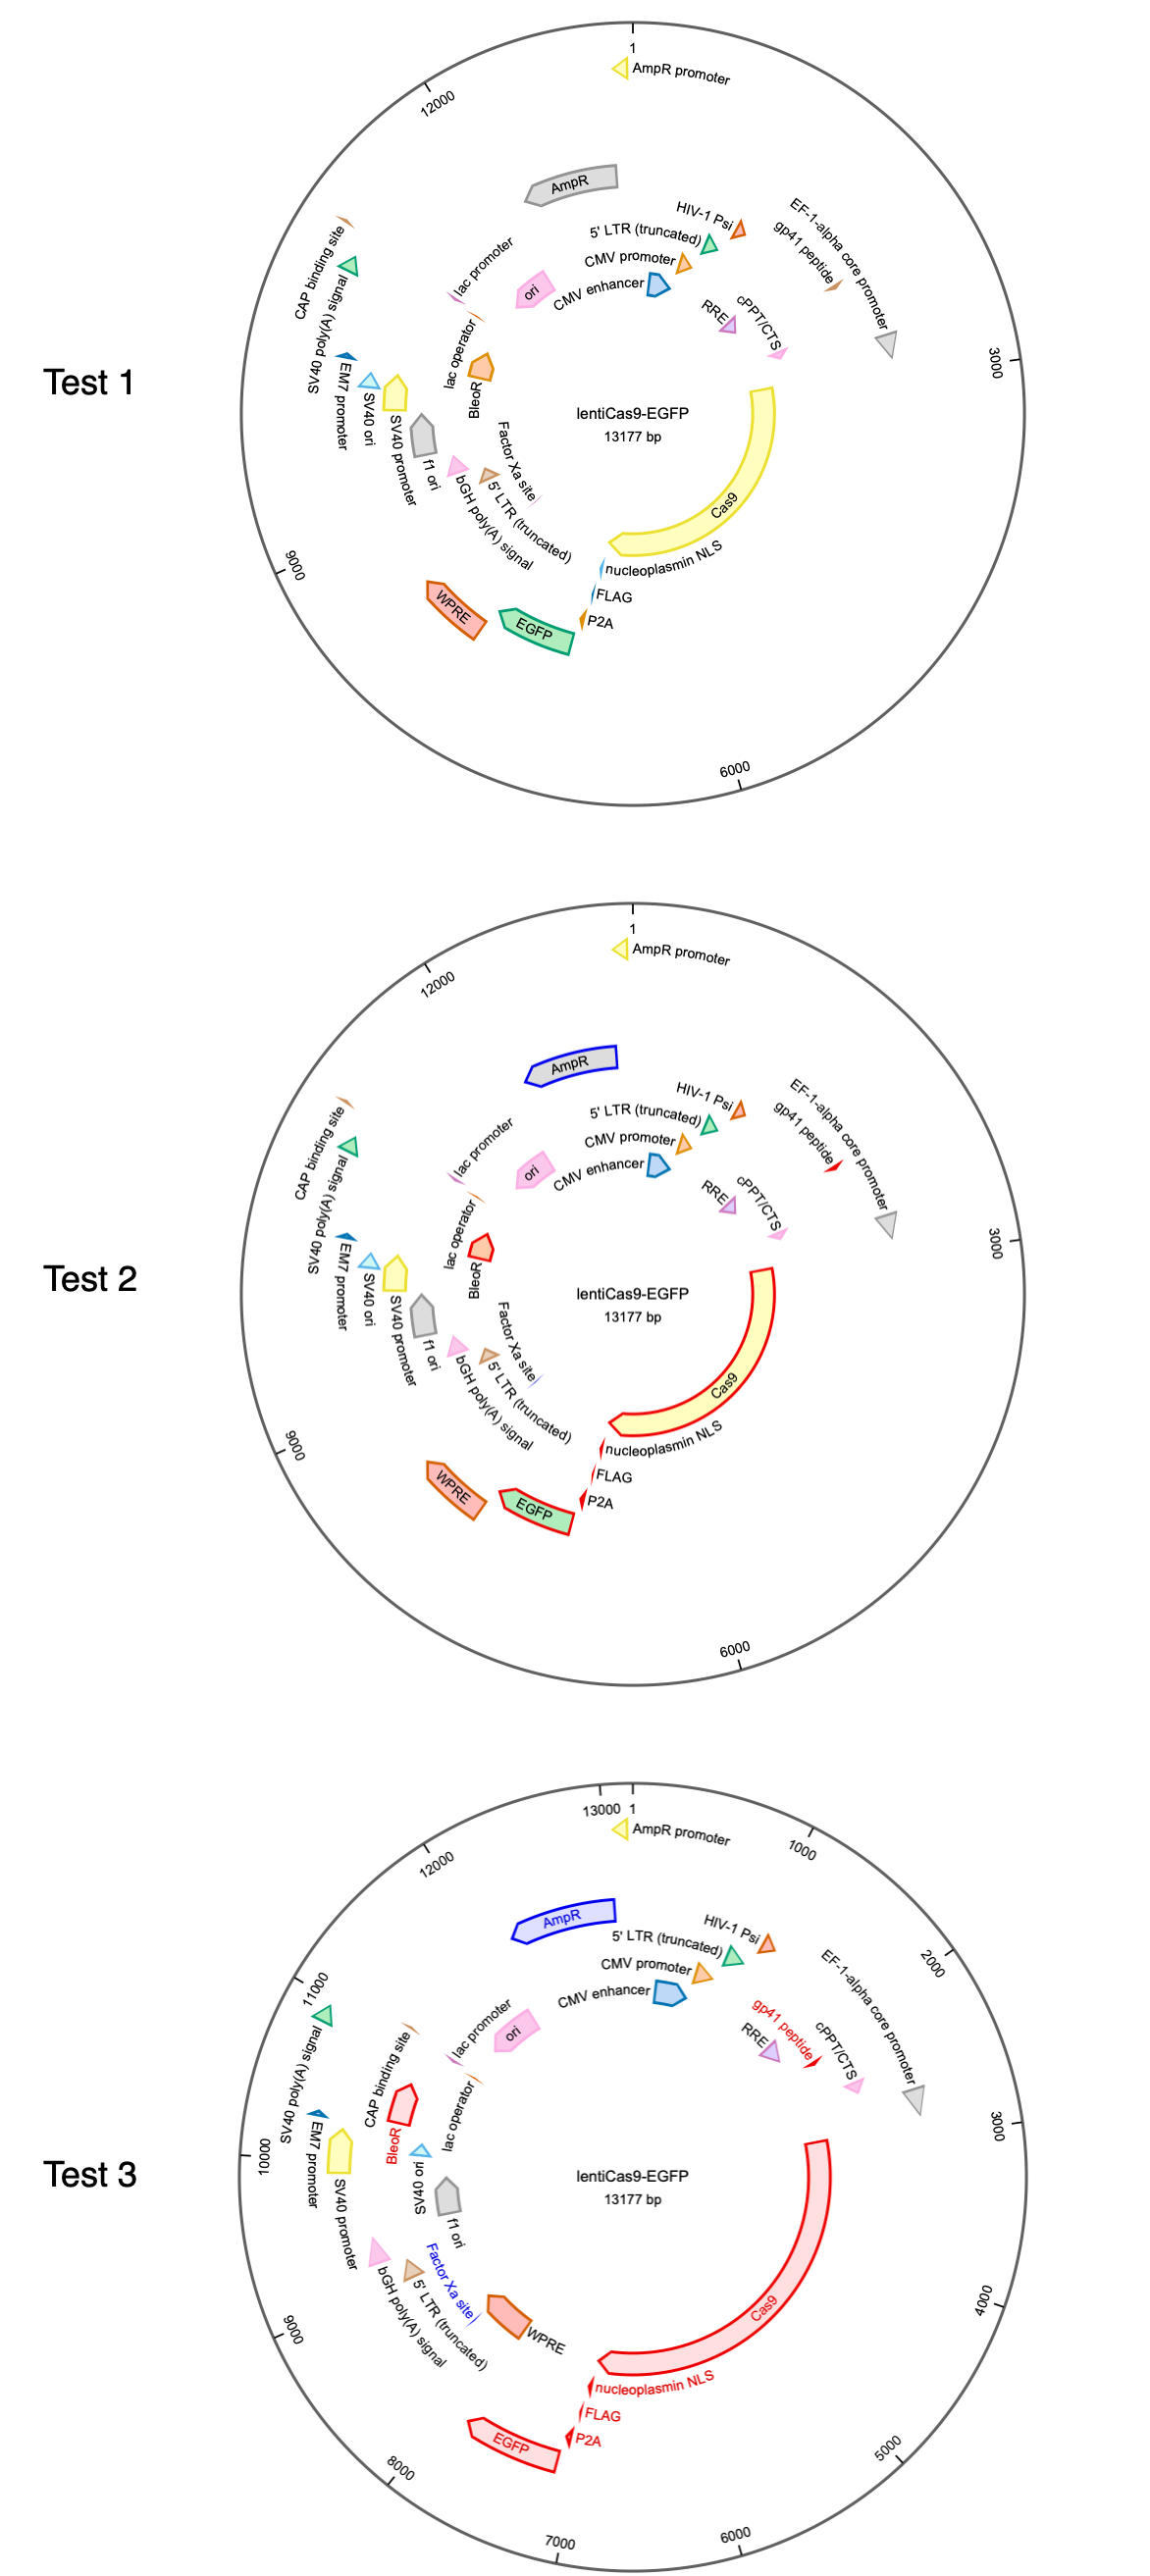 Test 1
1
AmpR promoter
12000
AmpR
HIV-1 Psi
EF-1-alpha core promoter
gp41 peptide
5' LTR (truncated)
CMV promoter
CMV enhancer
lac promoter
ori
CAP binding site
SV40 poly(A) signal
RRE
cPPT/CTS
3000
lac operator
EM7 promoter
SV40 ori
SV40 promoter
BleoR
lentiCas9-EGFP
13177 bp
f1 ori
Factor Xa site
5' LTR (truncated)
bGH poly(A) signal
Cas9
nucleoplasmin NLS
FLAG
P2A
EGFP
WPRE
9000
6000
Test 2
1
AmpR promoter
12000
AmpR
HIV-1 Psi
EF-1-alpha core promoter
gp41 peptide
5' LTR (truncated)
CMV promoter
CMV enhancer
lac promoter
ori
CAP binding site
SV40 poly(A) signal
RRE
cPPT/CTS
3000
lac operator
EM7 promoter
SV40 ori
SV40 promoter
BleoR
lentiCas9-EGFP
13177 bp
f1 ori
Factor Xa site
5' LTR (truncated)
bGH poly(A) signal
Cas9
nucleoplasmin NLS
FLAG
P2A
EGFP
WPRE
9000
6000
Test 3
13000
1
AmpR promoter
1000
12000
AmpR
HIV-1 Psi
5' LTR (truncated)
CMV promoter
CMV enhancer
2000
EF-1-alpha core promoter
11000
lac promoter
ori
gp41 peptide
RRE
cPPT/CTS
SV40 poly(A) signal
CAP binding site
lac operator
BleoR
3000
10000
EM7 promoter
SV40 ori
SV40 promoter
lentiCas9-EGFP
13177 bp
f1 ori
Factor Xa site
5' LTR (truncated)
bGH poly(A) signal
WPRE
Cas9
4000
9000
nucleoplasmin NLS
FLAG
P2A
EGFP
8000
5000
7000
6000